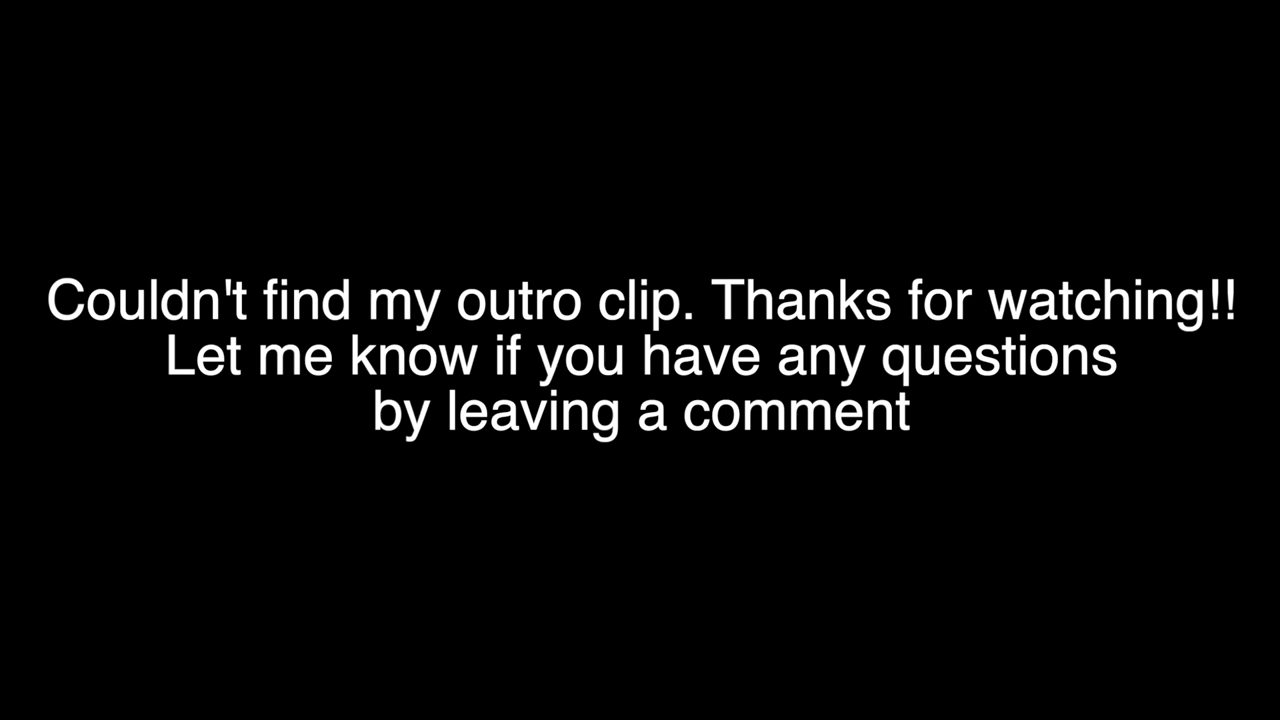 Couldn't find my outro clip. Thanks for watching!!
Let me know if you have any questions
by leaving a comment